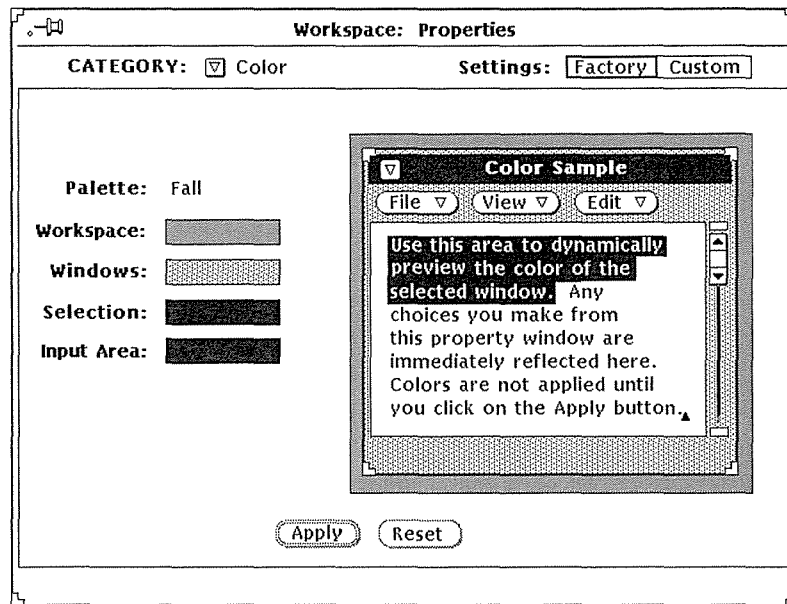 Workspace: Properties
CATEGORY: Color Settings: Factory Custom
Palette: Fall
Workspace:
Windows:
Selection:
Input Area:
Color Sample
File View Edit
Use this area to dynamically
preview the color of the
selected window. Any
choices you make from
this property window are
immediately reflected here.
Colors are not applied until
you click on the Apply button.
Apply Reset